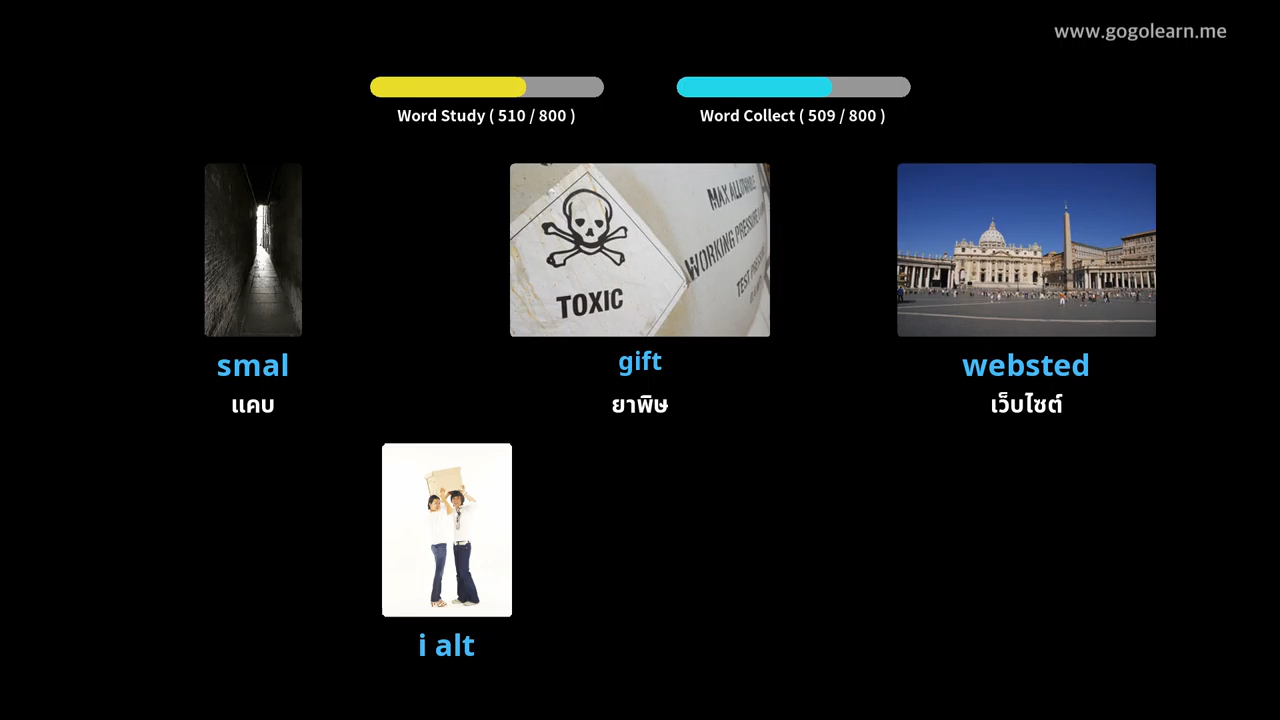 www.gogolearn.me
Word Study ( 510 / 800 )
Word Collect ( 509 / 800 )
TOXIC
MAX ALLOWABLE
WORKING PRESSURE
smal
gift
websted
แคบ
ยาพิษ
เว็บไซต์
i alt